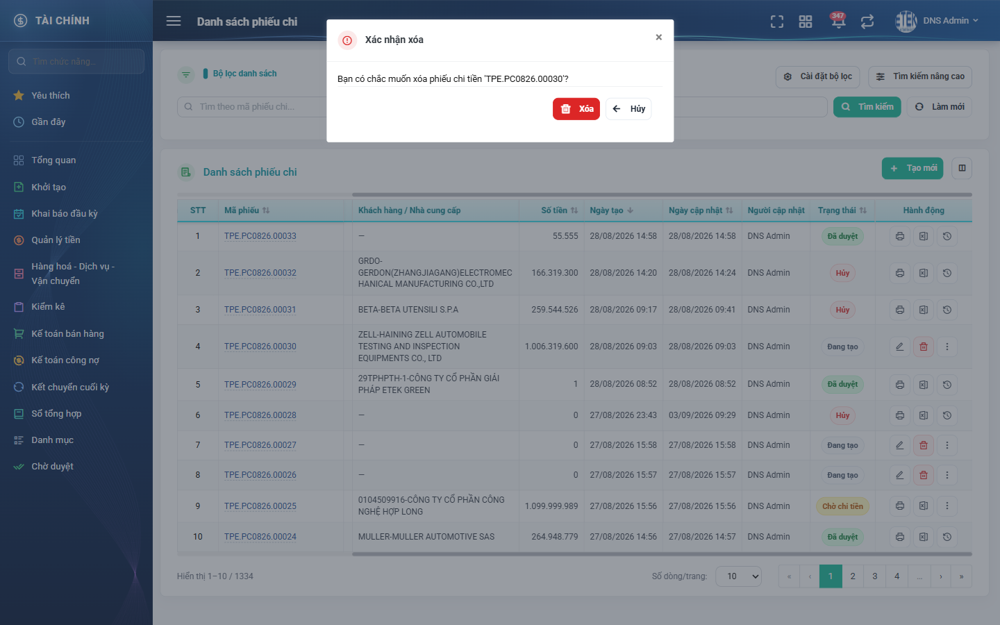 TÀI CHÍNH
Tìm chức năng...
Yêu thích
Gần đây
Tổng quan
Khởi tạo
Khai báo đầu kỳ
Quản lý tiền
Hàng hoá - Dịch vụ -
Vận chuyển
Kiểm kê
Kế toán bán hàng
Kế toán công nợ
Kết chuyển cuối kỳ
Sổ tổng hợp
Danh mục
Chờ duyệt
Danh sách phiếu chi
347
DNS Admin
Xác nhận xóa
×
Bạn có chắc muốn xóa phiếu chi tiền 'TPE.PC0826.00030'?
Xóa
Hủy
Bộ lọc danh sách
Cài đặt bộ lọc
Tìm kiếm nâng cao
Tìm theo mã phiếu chi...
Tìm kiếm
Làm mới
Danh sách phiếu chi
Tạo mới
STT Mã phiếu Khách hàng / Nhà cung cấp Số tiền Ngày tạo Ngày cập nhật Người cập nhật Trạng thái Hành động
1 TPE.PC0826.00033 — 55.555 28/08/2026 14:58 28/08/2026 14:58 DNS Admin Đã duyệt
2 TPE.PC0826.00032 GRDO-
GERDON(ZHANGJIAGANG)ELECTROMEC
HANICAL MANUFACTURING CO.,LTD 166.319.300 28/08/2026 14:20 28/08/2026 14:24 DNS Admin Hủy
3 TPE.PC0826.00031 BETA-BETA UTENSILI S.P.A 259.544.526 28/08/2026 09:17 28/08/2026 09:41 DNS Admin Hủy
4 TPE.PC0826.00030 ZELL-HAINING ZELL AUTOMOBILE
TESTING AND INSPECTION
EQUIPMENTS CO., LTD 1.006.319.600 28/08/2026 09:03 28/08/2026 09:03 DNS Admin Đang tạo
5 TPE.PC0826.00029 29TPHPTH-1-CÔNG TY CỔ PHẦN GIẢI
PHÁP ETEK GREEN 1 28/08/2026 08:52 28/08/2026 08:52 DNS Admin Đã duyệt
6 TPE.PC0826.00028 — 0 27/08/2026 23:43 03/09/2026 09:29 DNS Admin Hủy
7 TPE.PC0826.00027 — 0 27/08/2026 15:58 27/08/2026 15:58 DNS Admin Đang tạo
8 TPE.PC0826.00026 — 0 27/08/2026 15:57 27/08/2026 15:57 DNS Admin Đang tạo
9 TPE.PC0826.00025 0104509916-CÔNG TY CỔ PHẦN CÔNG
NGHỆ HỢP LONG 1.099.999.989 27/08/2026 15:56 27/08/2026 15:56 DNS Admin Chờ chi tiền
10 TPE.PC0826.00024 MULLER-MULLER AUTOMOTIVE SAS 264.948.779 27/08/2026 14:56 27/08/2026 14:57 DNS Admin Đã duyệt
Hiển thị 1–10 / 1334
Số dòng/trang: 10
« ‹ 1 2 3 4 ... › »